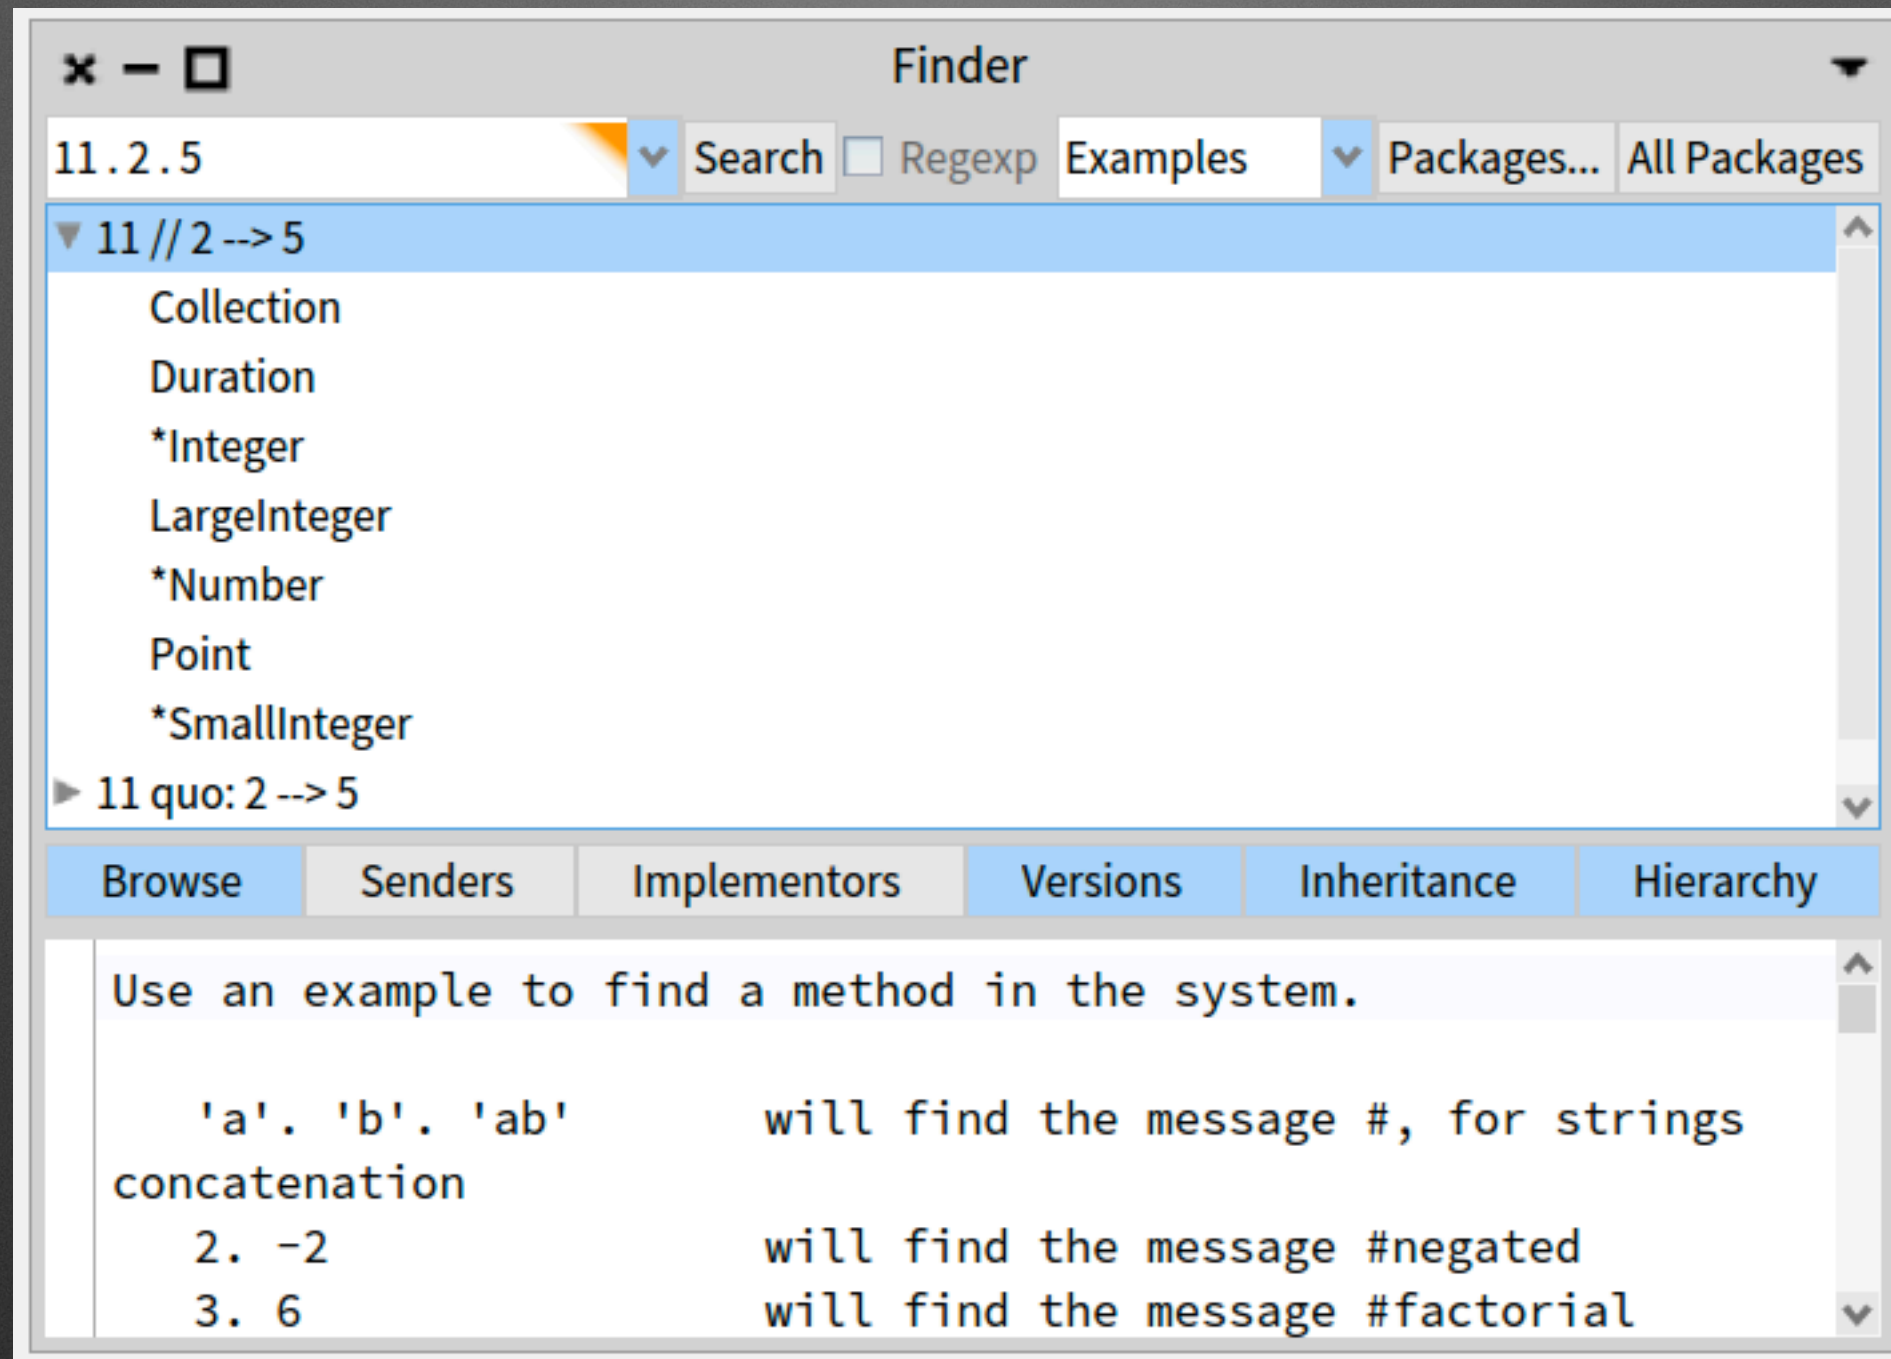 Finder
11.2.5 Search Regexp Examples Packages... All Packages
11 // 2 --> 5
Collection
Duration
*Integer
LargeInteger
*Number
Point
*SmallInteger
11 quo: 2 --> 5
Browse Senders Implementors Versions Inheritance Hierarchy
Use an example to find a method in the system.
'a'. 'b'. 'ab' will find the message #, for strings
concatenation
2. -2 will find the message #negated
3. 6 will find the message #factorial